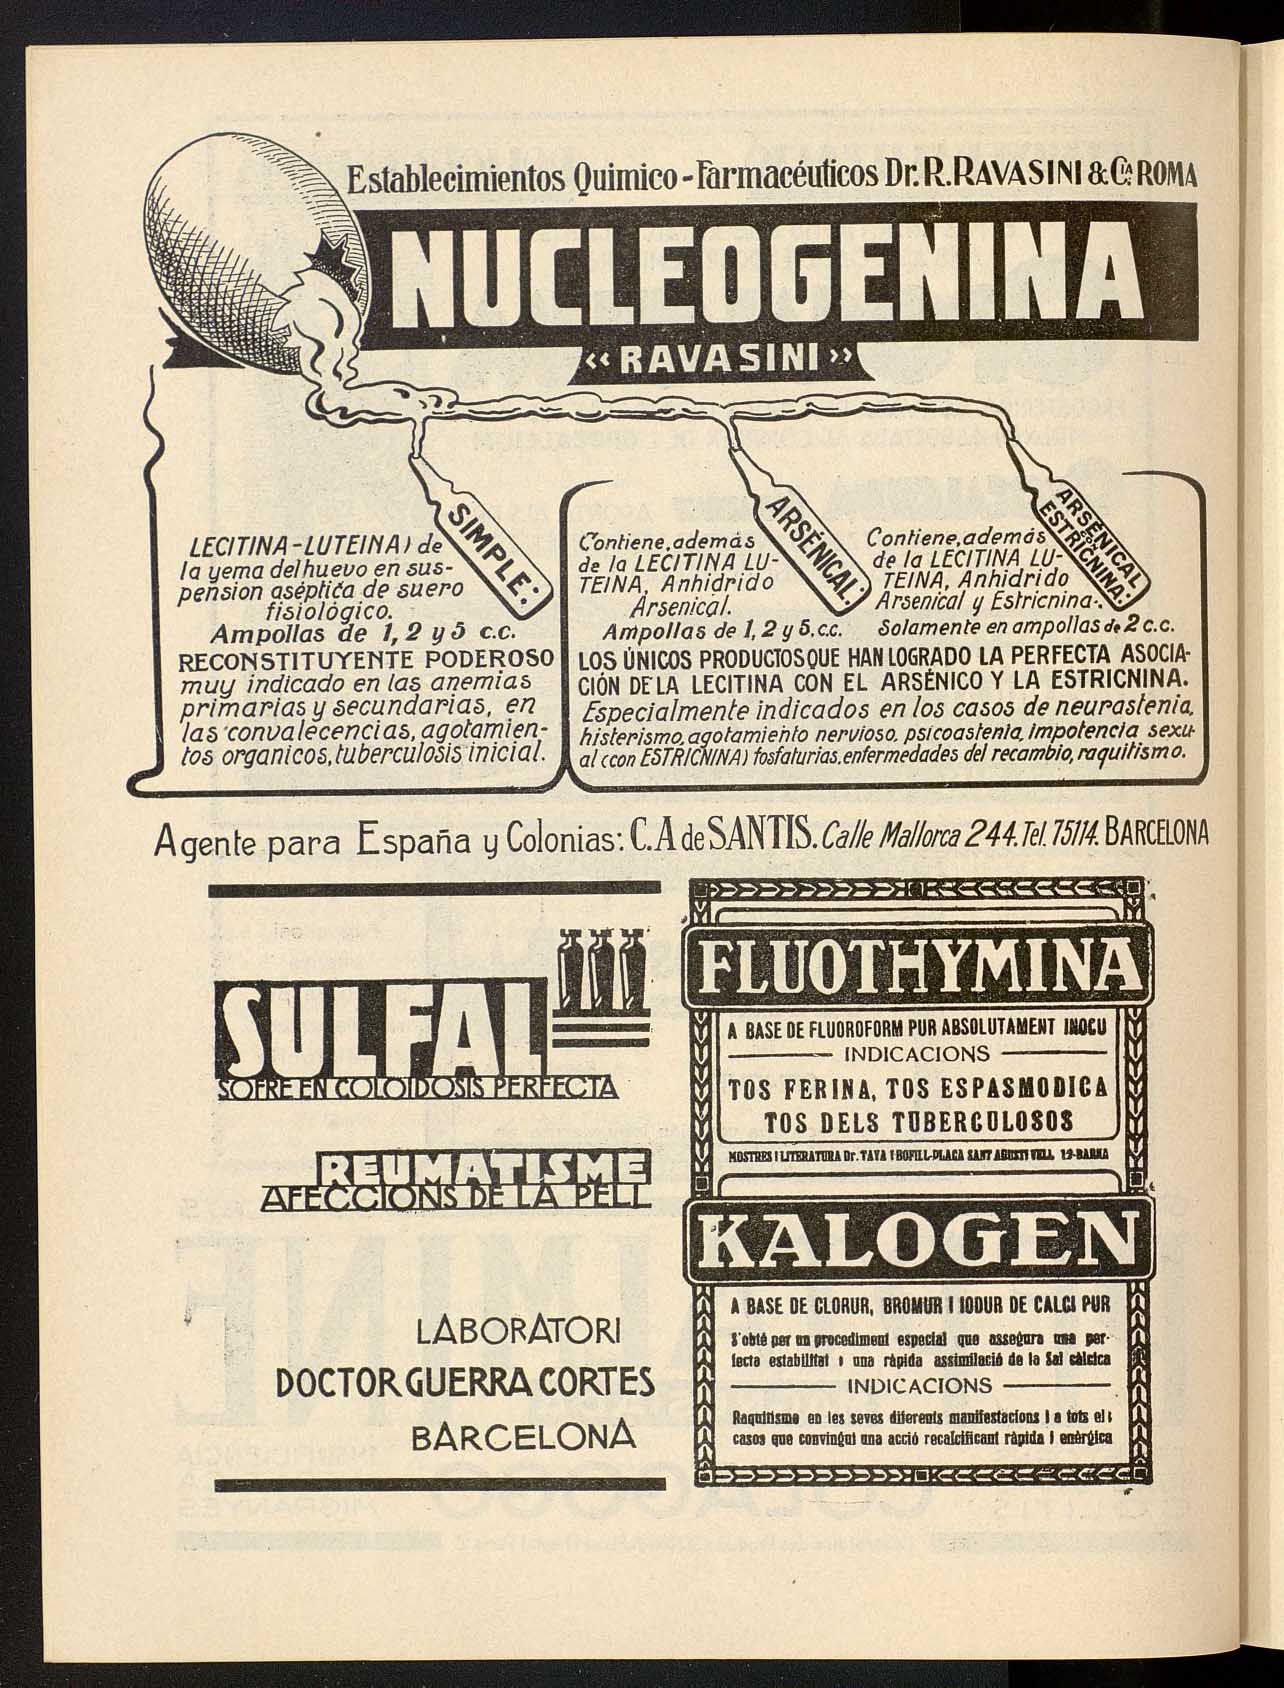 Establecimientos Quimico-Farmacéuticos Dr. R. RAVASINI & CÍA. ROMA
NUCLEOGENINA
«RAVASINI»
SIMPLE:
LECITINA-LUTEINA) de
la yema del huevo en sus-
pension aséptica de suero
fisiológico.
Ampollas de 1, 2 y 5 c.c.
RECONSTITUYENTE PODEROSO
muy indicado en las anemias
primarias y secundarias, en
las convalecencias, agotamien-
tos organicos, tuberculosis inicial.
ARSÉNICAL:
Contiene, además
de la LECITINA LU-
TEINA, Anhidrido
Arsenical.
Ampollas de 1, 2 y 5. c.c.
ARSÉNICAL
ESTRICNINA:
Contiene, además
de la LECITINA LU-
TEINA, Anhidrido
Arsenical y Estricnina.
Solamente en ampollas de 2 c.c.
LOS ÚNICOS PRODUCTOS QUE HAN LOGRADO LA PERFECTA ASOCIA-
CIÓN DE LA LECITINA CON EL ARSÉNICO Y LA ESTRICNINA.
Especialmente indicados en los casos de neurastenia,
histerismo, agotamiento nervioso, psicoastenia, impotencia sexu-
al (con ESTRICNINA) fosfaturias, enfermedades del recambio, raquitismo.
Agente para España y Colonias: C.A de SANTIS. Calle Mallorca 244. Tel. 75114. BARCELONA
SULFAL
SOFRE EN COLOIDOSIS PERFECTA
REUMATISME
AFECCIONS DE LA PELL
LABORATORI
DOCTOR GUERRA CORTES
BARCELONA
FLUOTHYMINA
A BASE DE FLUOROFORM PUR ABSOLUTAMENT INOCU
INDICACIONS
TOS FERINA, TOS ESPASMODICA
TOS DELS TUBERCULOSOS
MOSTRES I LITERATURA Dr. TAYA I BOFILL-PLAÇA SANT AGUSTI VELL, 19-BARNA
KALOGEN
A BASE DE CLORUR, BROMUR I IODUR DE CALCI PUR
S'obté per un procediment especial que assegura una per-
fecta estabilitat i una ràpida assimilació de la Sal càlcica
INDICACIONS
Raquitisme en les seves diferents manifestacions i a tots els
casos que convingui una acció recalcificant ràpida i enèrgica